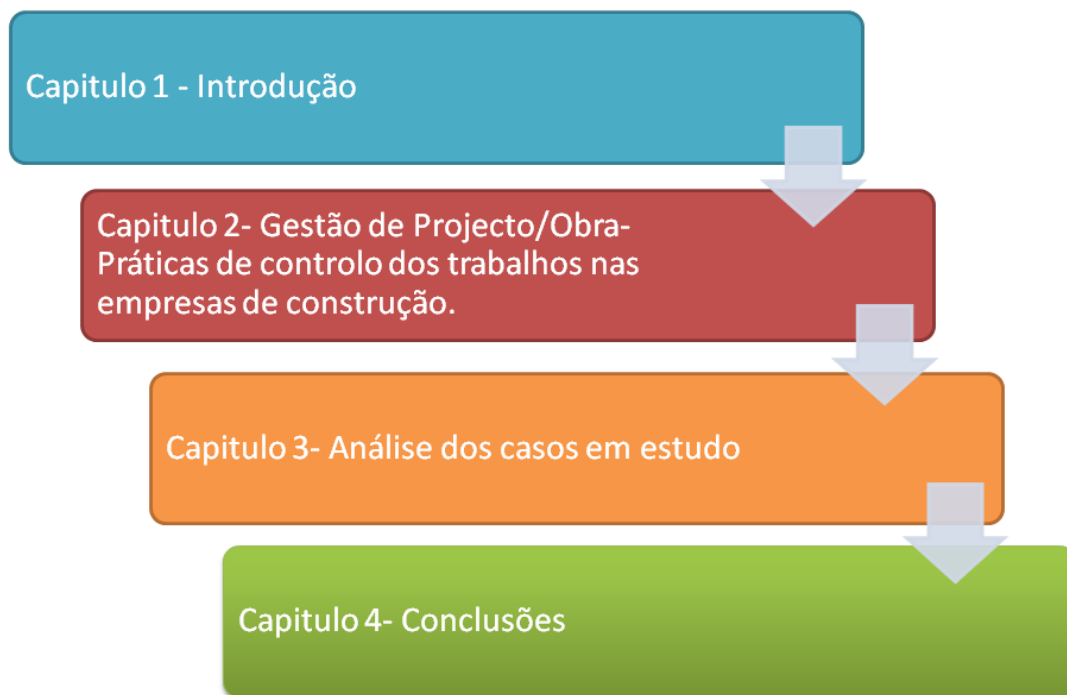 Capitulo 1 - Introdução
Capitulo 2- Gestão de Projecto/Obra-
Práticas de controlo dos trabalhos nas
empresas de construção.
Capitulo 3- Análise dos casos em estudo
Capitulo 4- Conclusões